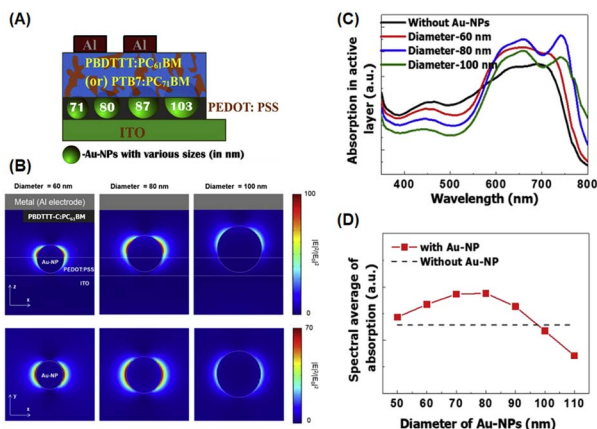 (A)
Al
Al
PBDTTT:PC61BM
(or) PTB7:PC71BM
71
80
87
103
PEDOT: PSS
ITO
-Au-NPs with various sizes (in nm)
(B)
Diameter = 60 nm
Diameter = 80 nm
Diameter = 100 nm
Metal (Al electrode)
PBDTTT-C:PC61BM
Au-NP
PEDOT:PSS
ITO
z
x
100
|E|²/|E0|²
0
Au-NP
y
x
70
|E|²/|E0|²
0
(C)
Without Au-NPs
Diameter-60 nm
Diameter-80 nm
Diameter-100 nm
Absorption in active
layer (a.u.)
400 500 600 700 800
Wavelength (nm)
(D)
with Au-NP
Without Au-NP
Spectral average of
absorption (a.u.)
50 60 70 80 90 100 110
Diameter of Au-NPs (nm)